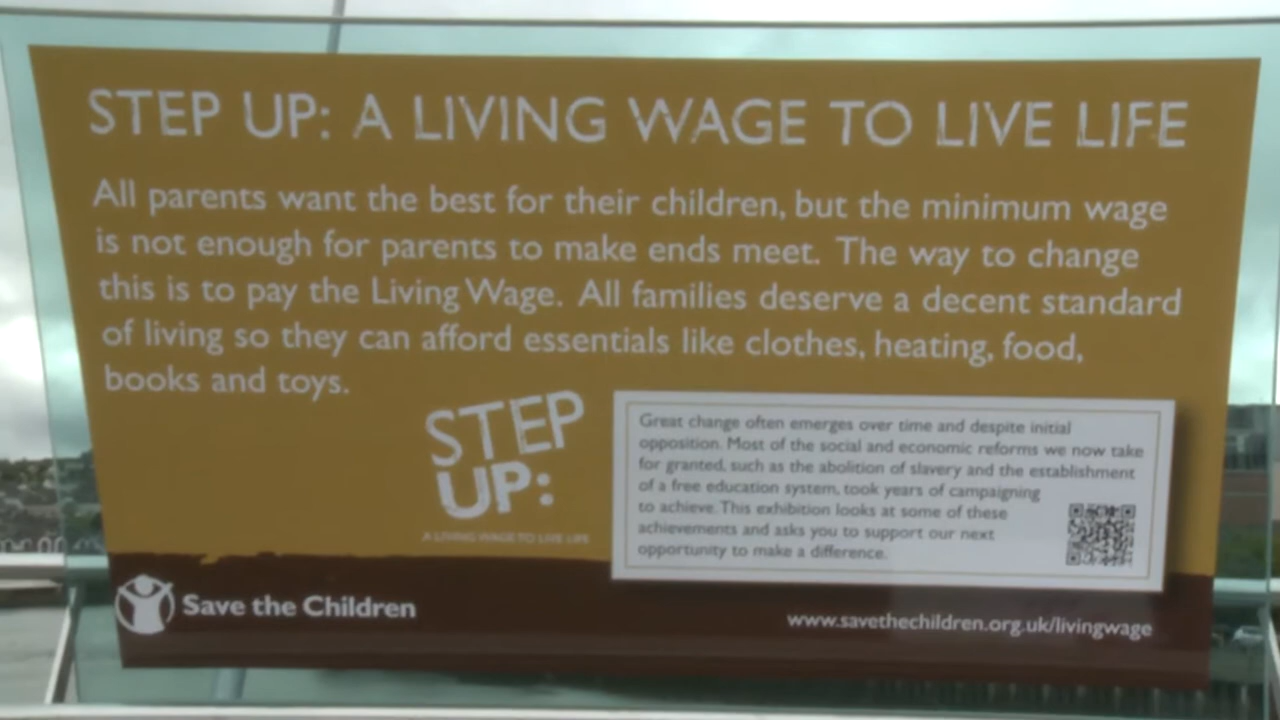 STEP UP: A LIVING WAGE TO LIVE LIFE
All parents want the best for their children, but the minimum wage
is not enough for parents to make ends meet. The way to change
this is to pay the Living Wage. All families deserve a decent standard
of living so they can afford essentials like clothes, heating, food,
books and toys.
STEP
UP:
A LIVING WAGE TO LIVE LIFE
Great change often emerges over time and despite initial
opposition. Most of the social and economic reforms we now take
for granted, such as the abolition of slavery and the establishment
of a free education system, took years of campaigning
to achieve. This exhibition looks at some of these
achievements and asks you to support our next
opportunity to make a difference.
Save the Children
www.savethechildren.org.uk/livingwage